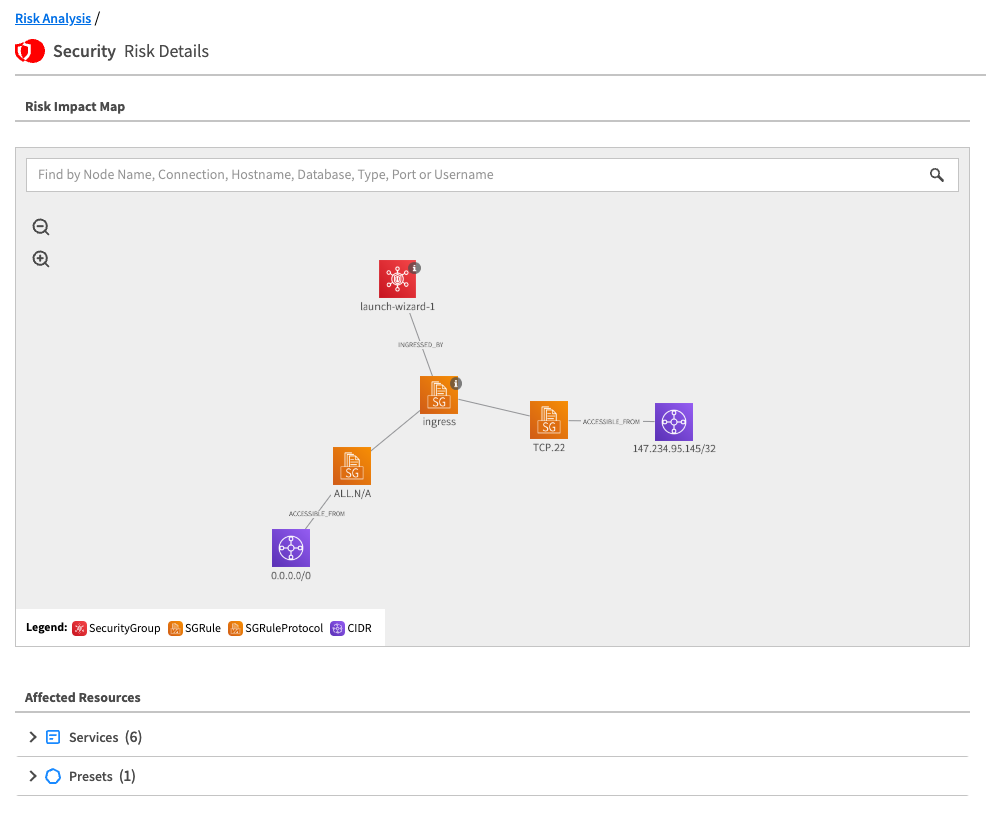 Risk Analysis /
Security Risk Details
Risk Impact Map
Find by Node Name, Connection, Hostname, Database, Type, Port or Username
launch-wizard-1
INGRESSED_BY
SG
ingress
SG
TCP.22
ACCESSIBLE_FROM
147.234.95.145/32
SG
ALL.N/A
ACCESSIBLE_FROM
0.0.0.0/0
Legend: SecurityGroup SGRule SGRuleProtocol CIDR
Affected Resources
Services (6)
Presets (1)